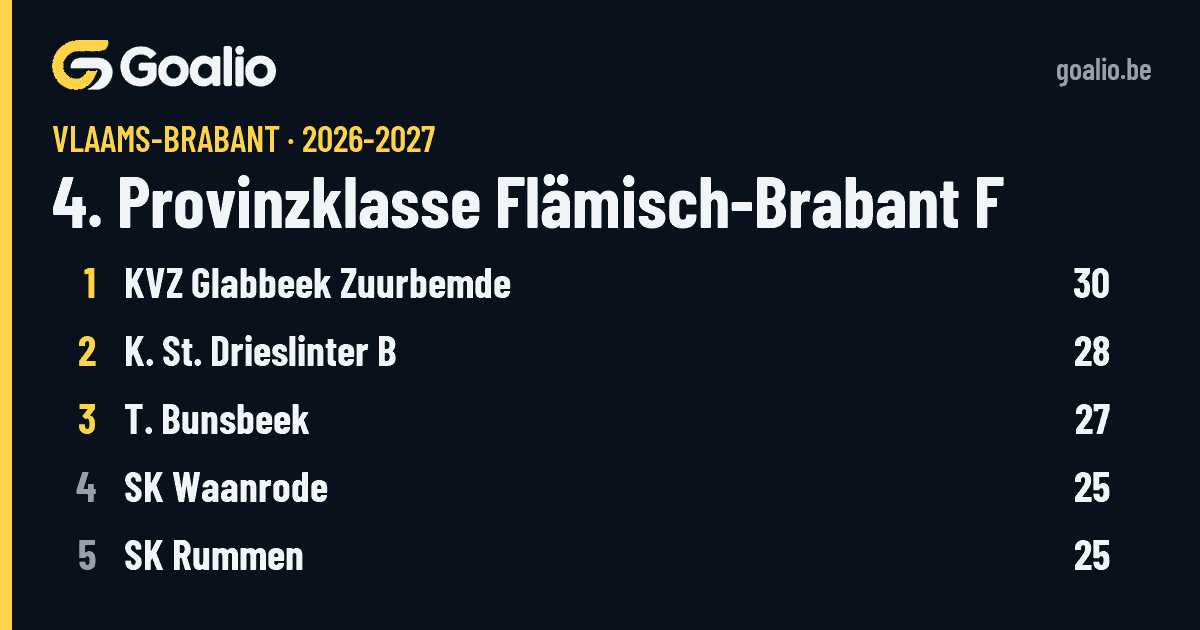 Goalio
goalio.be
VLAAMS-BRABANT · 2026-2027
4. Provinzklasse Flämisch-Brabant F
1 KVZ Glabbeek Zuurbemde 30
2 K. St. Drieslinter B 28
3 T. Bunsbeek 27
4 SK Waanrode 25
5 SK Rummen 25